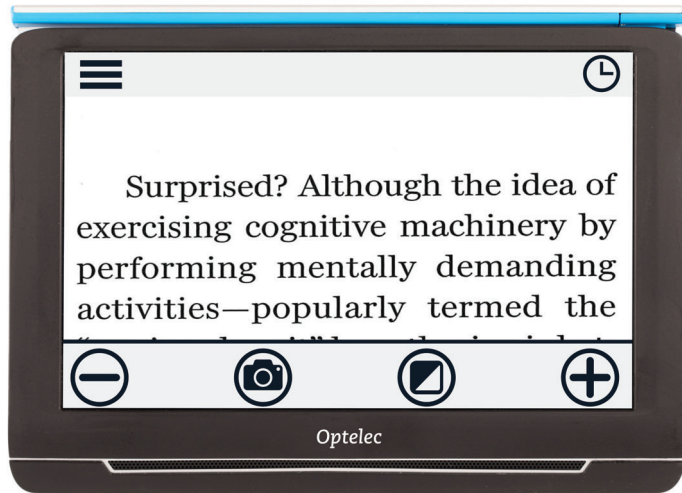 Surprised? Although the idea of
exercising cognitive machinery by
performing mentally demanding
activities—popularly termed the
Optelec